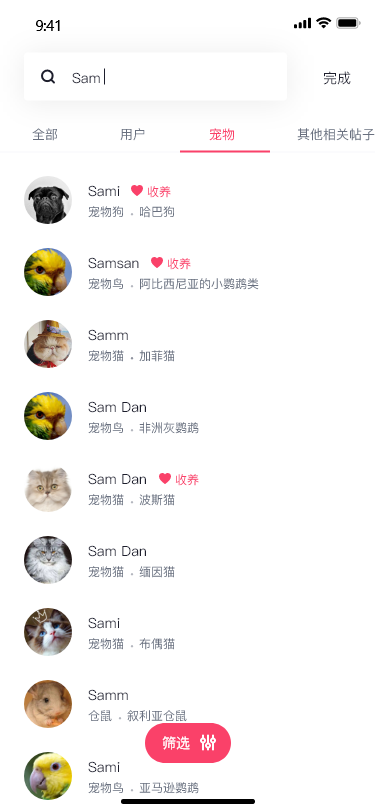 9:41
Sam
完成
全部 用户 宠物 其他相关帖子
Sami 收养
宠物狗 · 哈巴狗
Samsan 收养
宠物鸟 · 阿比西尼亚的小鹦鹉类
Samm
宠物猫 · 加菲猫
Sam Dan
宠物鸟 · 非洲灰鹦鹉
Sam Dan 收养
宠物猫 · 波斯猫
Sam Dan
宠物猫 · 缅因猫
Sami
宠物猫 · 布偶猫
Samm
仓鼠 · 叙利亚仓鼠
筛选
Sami
宠物鸟 · 亚马逊鹦鹉